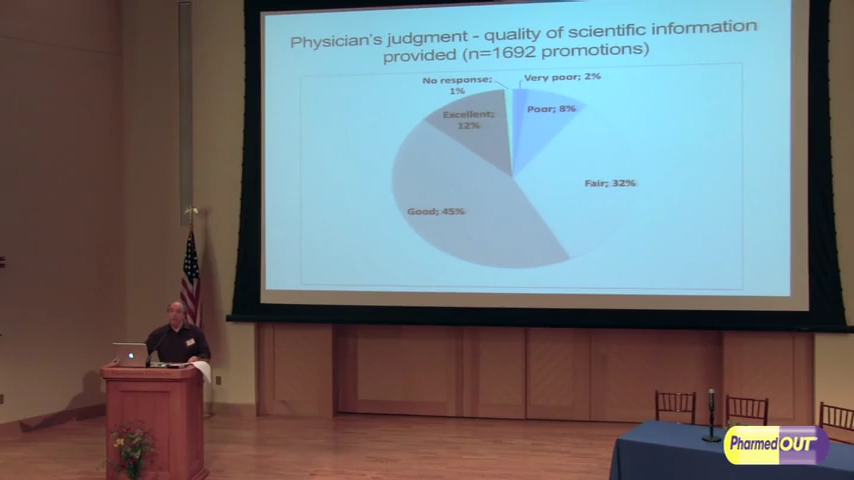 Physician's judgment - quality of scientific information
provided (n=1692 promotions)
No response;
1%
Very poor; 2%
Excellent;
12%
Poor; 8%
Fair; 32%
Good; 45%
PharmedOUT